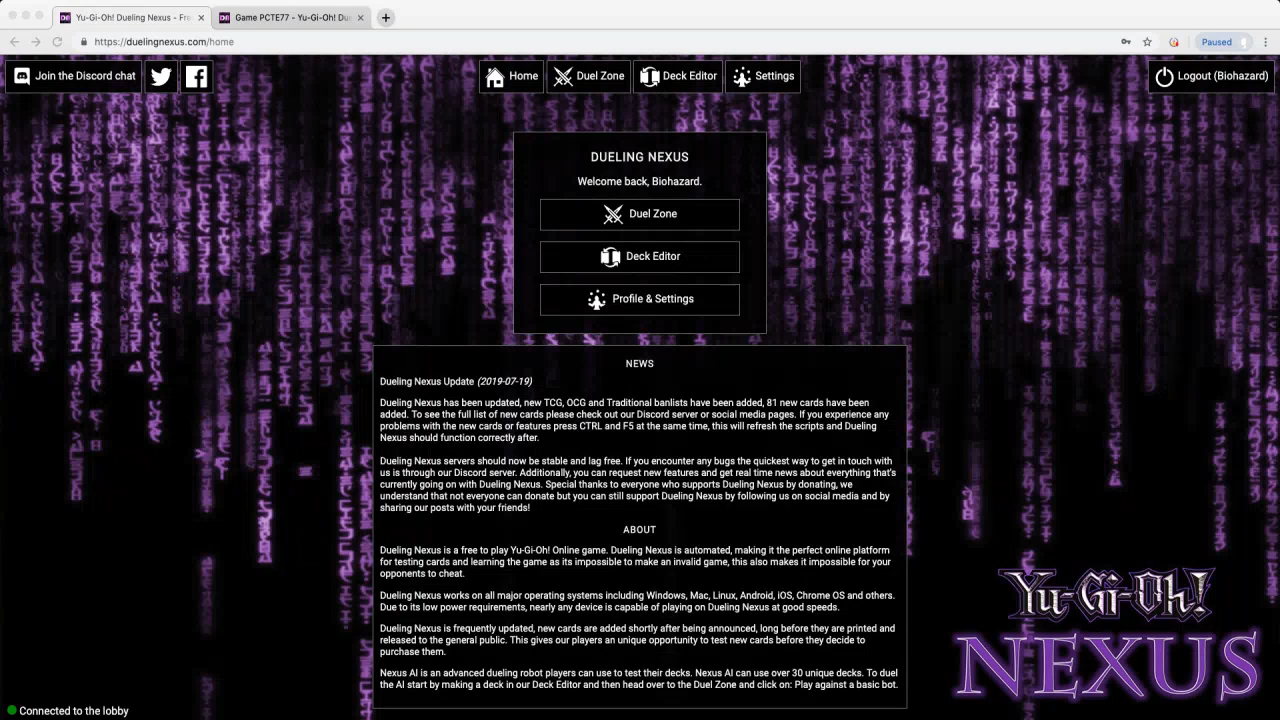 Yu-Gi-Oh! Dueling Nexus - Fre
Game PCTE77 - Yu-Gi-Oh! Due
https://duelingnexus.com/home
Paused
Join the Discord chat
Home
Duel Zone
Deck Editor
Settings
Logout (Biohazard)
DUELING NEXUS
Welcome back, Biohazard.
Duel Zone
Deck Editor
Profile & Settings
NEWS
Dueling Nexus Update (2019-07-19)
Dueling Nexus has been updated, new TCG, OCG and Traditional banlists have been added, 81 new cards have been
added. To see the full list of new cards please check out our Discord server or social media pages. If you experience any
problems with the new cards or features press CTRL and F5 at the same time, this will refresh the scripts and Dueling
Nexus should function correctly after.
Dueling Nexus servers should now be stable and lag free. If you encounter any bugs the quickest way to get in touch with
us is through our Discord server. Additionally, you can request new features and get real time news about everything that's
currently going on with Dueling Nexus. Special thanks to everyone who supports Dueling Nexus by donating, we
understand that not everyone can donate but you can still support Dueling Nexus by following us on social media and by
sharing our posts with your friends!
ABOUT
Dueling Nexus is a free to play Yu-Gi-Oh! Online game. Dueling Nexus is automated, making it the perfect online platform
for testing cards and learning the game as its impossible to make an invalid game, this also makes it impossible for your
opponents to cheat.
Dueling Nexus works on all major operating systems including Windows, Mac, Linux, Android, iOS, Chrome OS and others.
Due to its low power requirements, nearly any device is capable of playing on Dueling Nexus at good speeds.
Dueling Nexus is frequently updated, new cards are added shortly after being announced, long before they are printed and
released to the general public. This gives our players an unique opportunity to test new cards before they decide to
purchase them.
Nexus AI is an advanced dueling robot players can use to test their decks. Nexus AI can use over 30 unique decks. To duel
the AI start by making a deck in our Deck Editor and then head over to the Duel Zone and click on: Play against a basic bot.
Yu-Gi-Oh!
NEXUS
Connected to the lobby